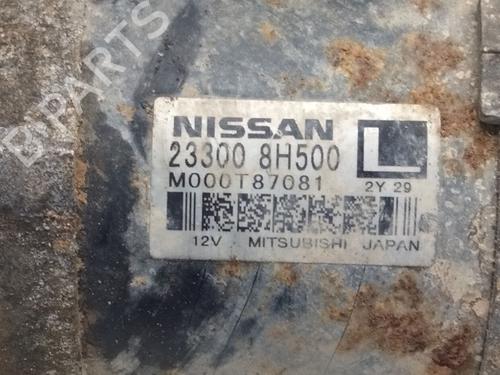 B-PARTS
NISSAN
23300 8H500 L
M000T87081 2Y 29
12V MITSUBISHI JAPAN